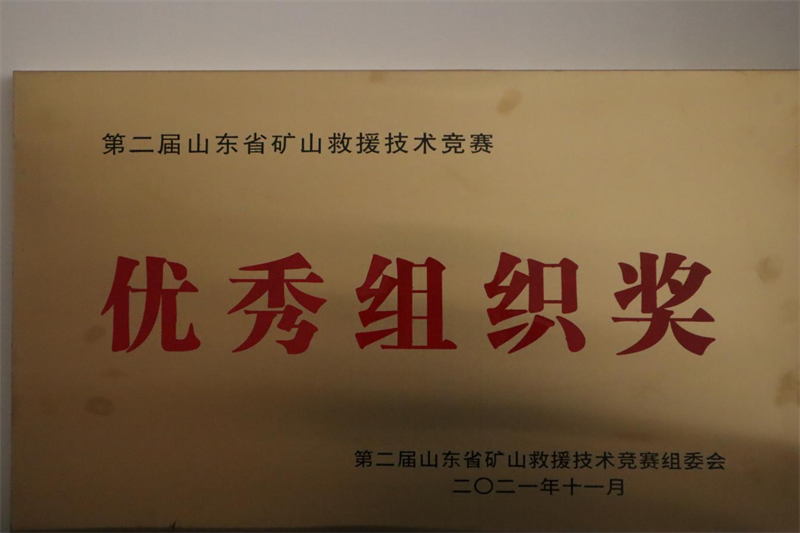 第二届山东省矿山救援技术竞赛
优秀组织奖
第二届山东省矿山救援技术竞赛组委会
二〇二一年十一月